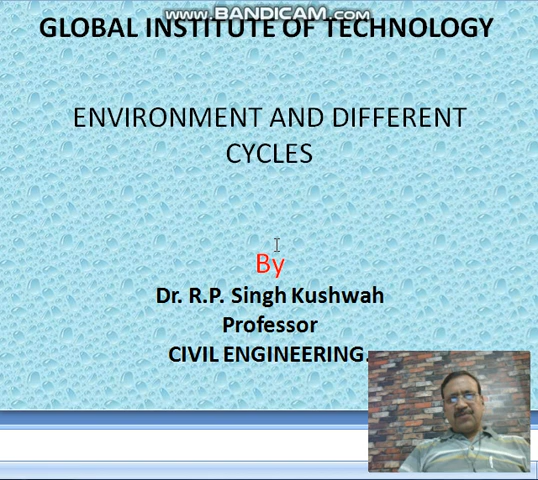 www.BANDICAM.com
GLOBAL INSTITUTE OF TECHNOLOGY
ENVIRONMENT AND DIFFERENT
CYCLES
By
Dr. R.P. Singh Kushwah
Professor
CIVIL ENGINEERING.